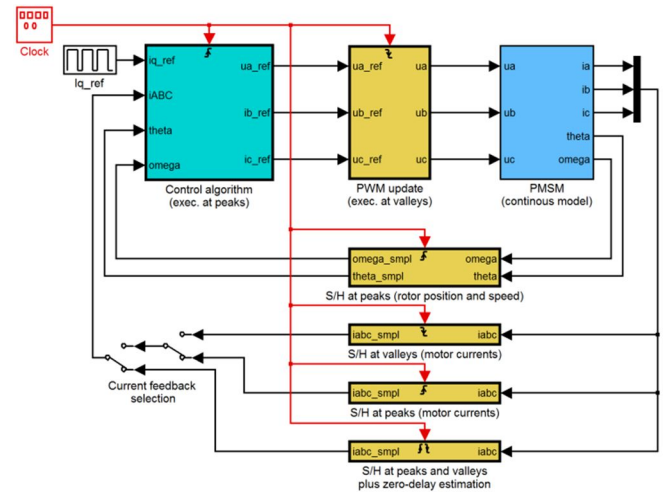 Clock
Iq_ref
iq_ref
iABC
theta
omega
ua_ref
ib_ref
ic_ref
Control algorithm
(exec. at peaks)
ua_ref
ub_ref
uc_ref
ua
ub
uc
PWM update
(exec. at valleys)
ua
ub
uc
ia
ib
ic
theta
omega
PMSM
(continous model)
omega_smpl
theta_smpl
omega
theta
S/H at peaks (rotor position and speed)
iabc_smpl
iabc
S/H at valleys (motor currents)
iabc_smpl
iabc
S/H at peaks (motor currents)
iabc_smpl
iabc
S/H at peaks and valleys
plus zero-delay estimation
Current feedback
selection